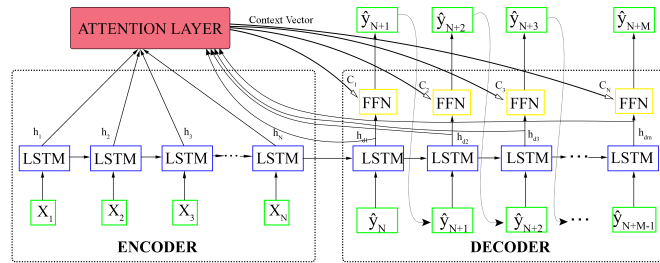 ŷN+1 ŷN+2 ŷN+3 ŷN+M
ATTENTION LAYER Context Vector
C1 C2 C3 CN
FFN FFN FFN FFN
h1 h2 h3 hN hd1 hd2 hd3 hdm
LSTM LSTM LSTM ... LSTM LSTM LSTM LSTM ... LSTM
X1 X2 X3 XN ŷN ŷN+1 ŷN+2 ... ŷN+M-1
ENCODER DECODER